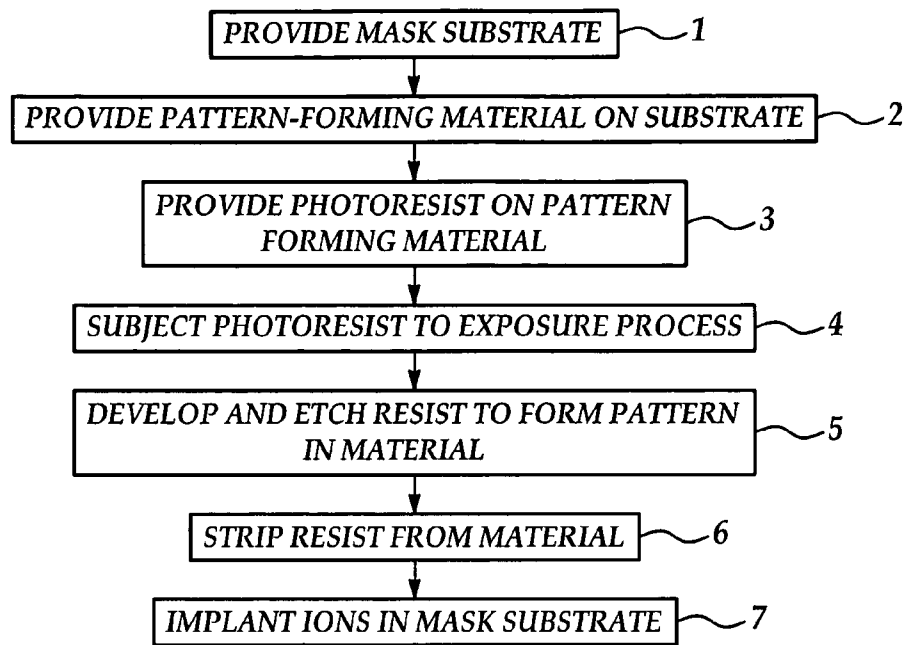 PROVIDE MASK SUBSTRATE 1
PROVIDE PATTERN-FORMING MATERIAL ON SUBSTRATE 2
PROVIDE PHOTORESIST ON PATTERN
FORMING MATERIAL 3
SUBJECT PHOTORESIST TO EXPOSURE PROCESS 4
DEVELOP AND ETCH RESIST TO FORM PATTERN
IN MATERIAL 5
STRIP RESIST FROM MATERIAL 6
IMPLANT IONS IN MASK SUBSTRATE 7